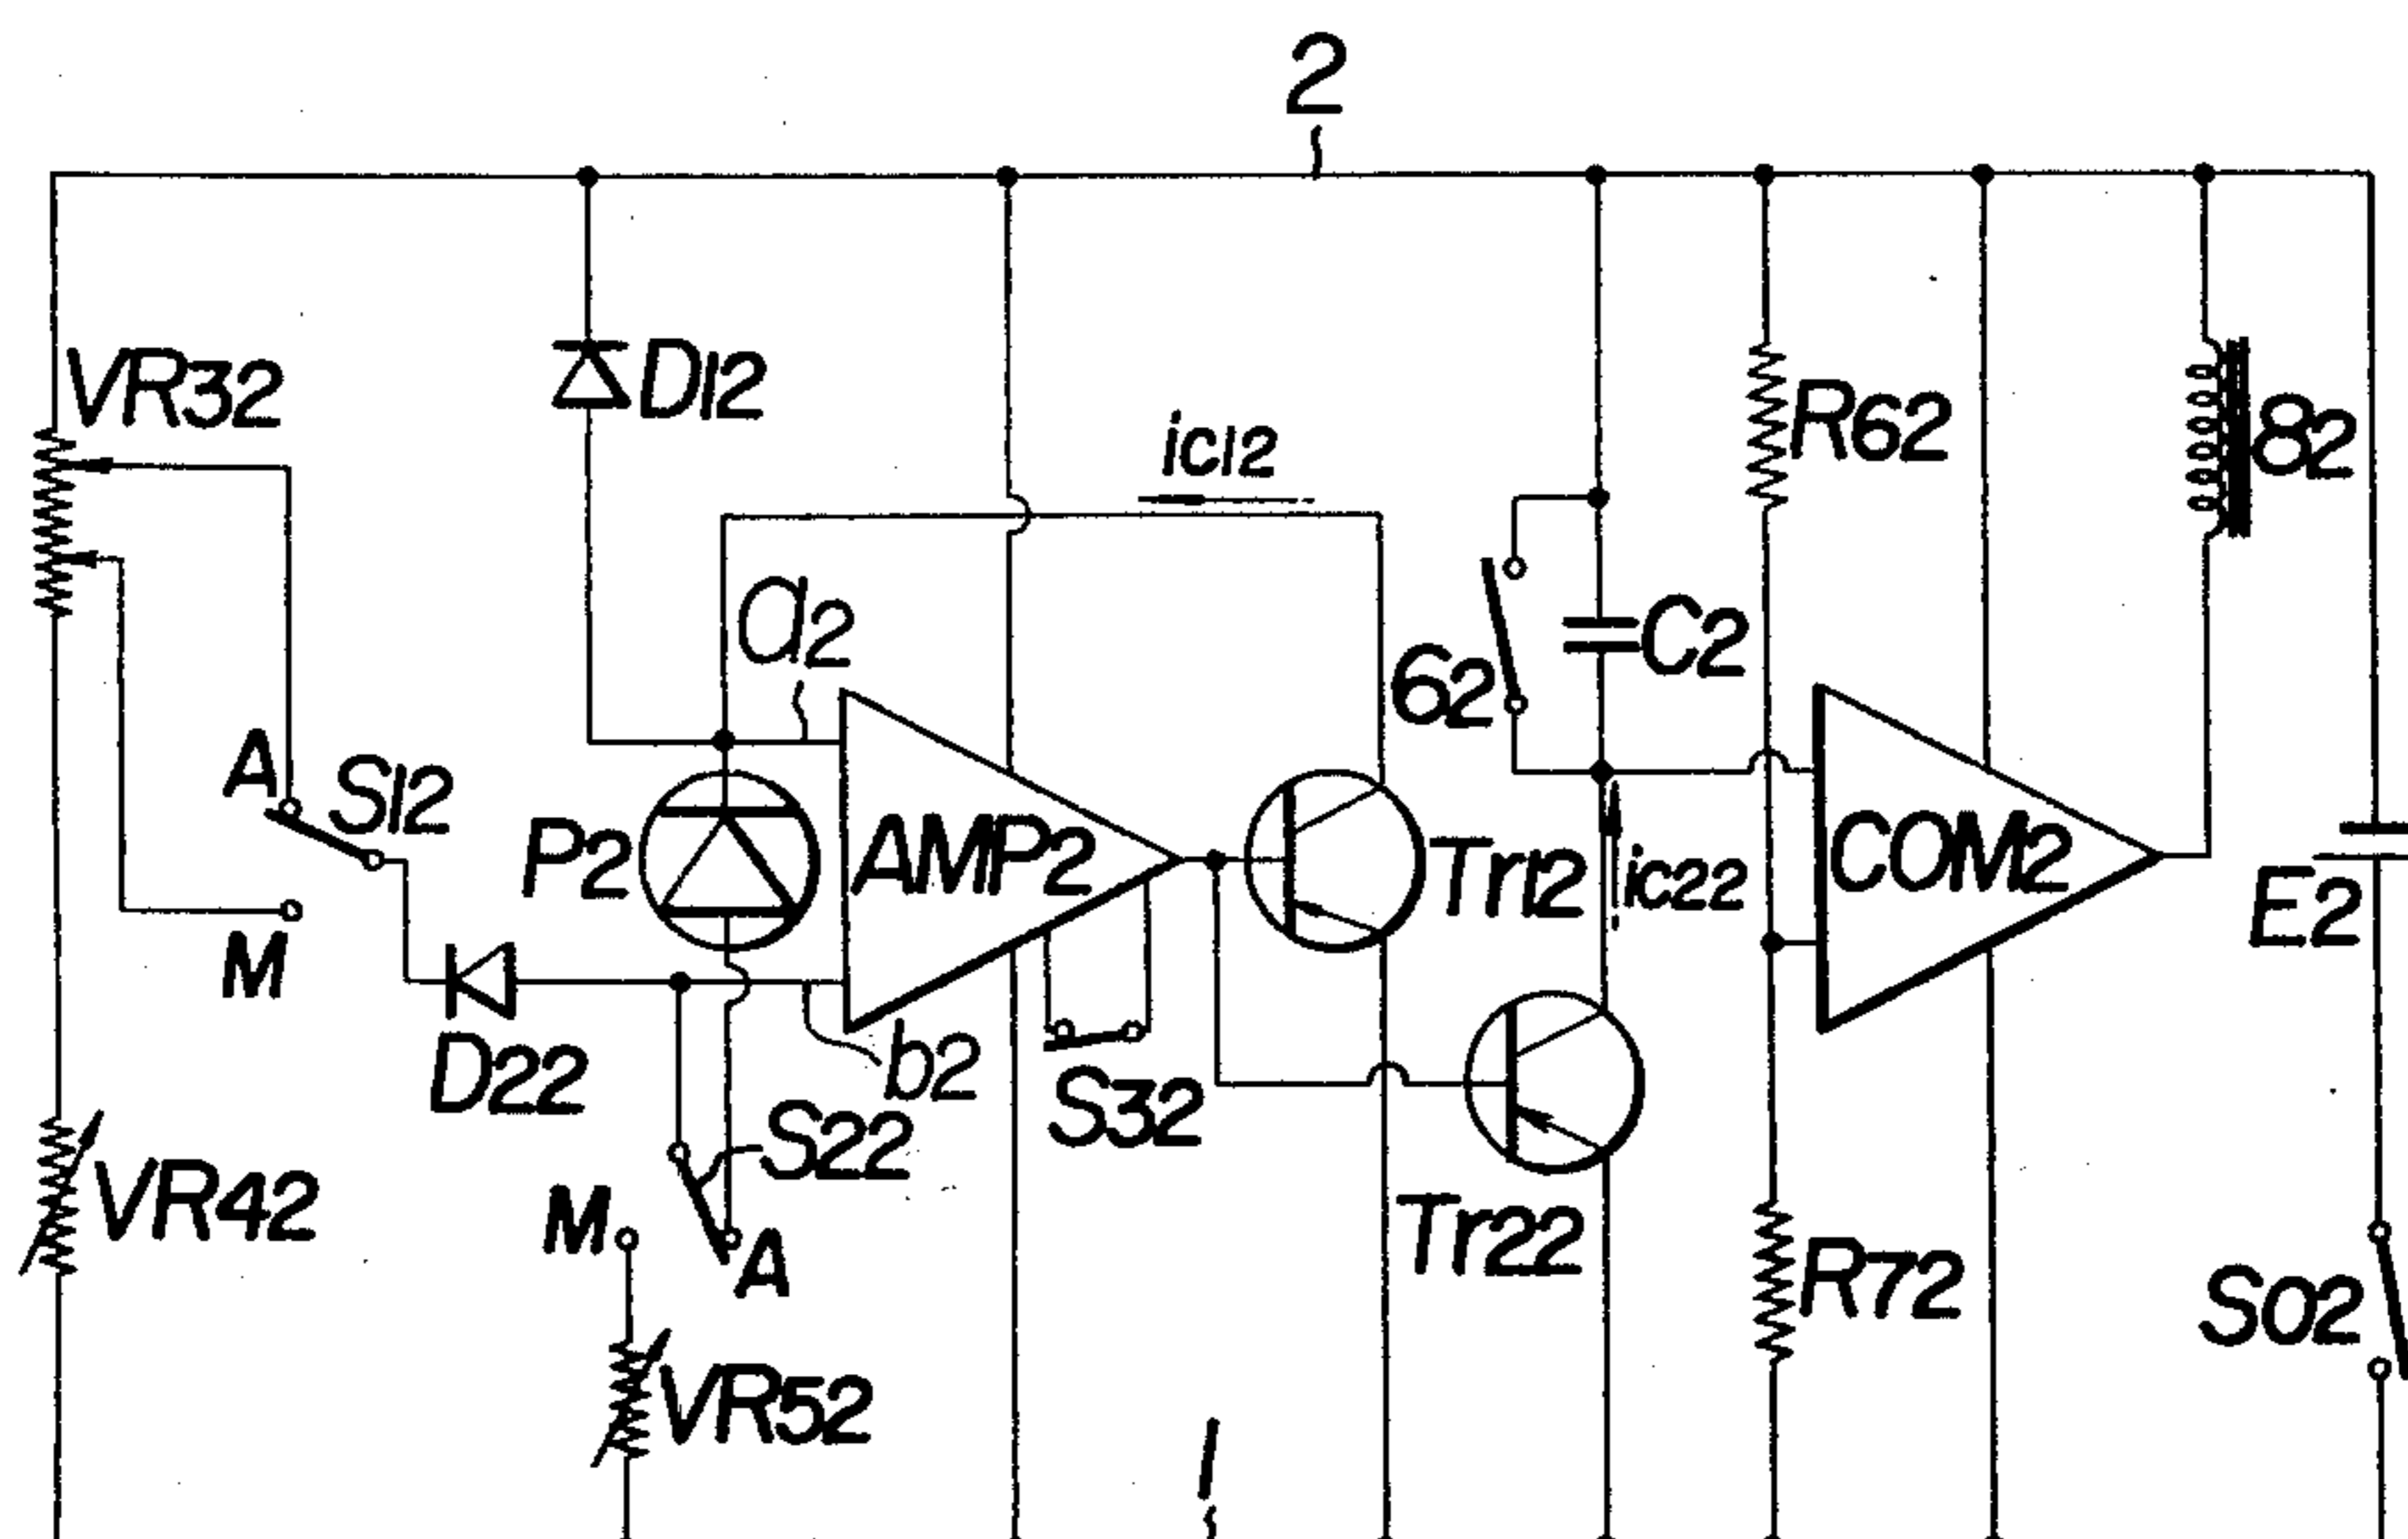 2
VR32
D12
ic12
R62
82
a2
62
C2
A
S12
P2
AMP2
Tr12
ic22
COM2
E2
M
D22
b2
S32
S22
M
A
VR42
Tr22
R72
S02
VR52
1